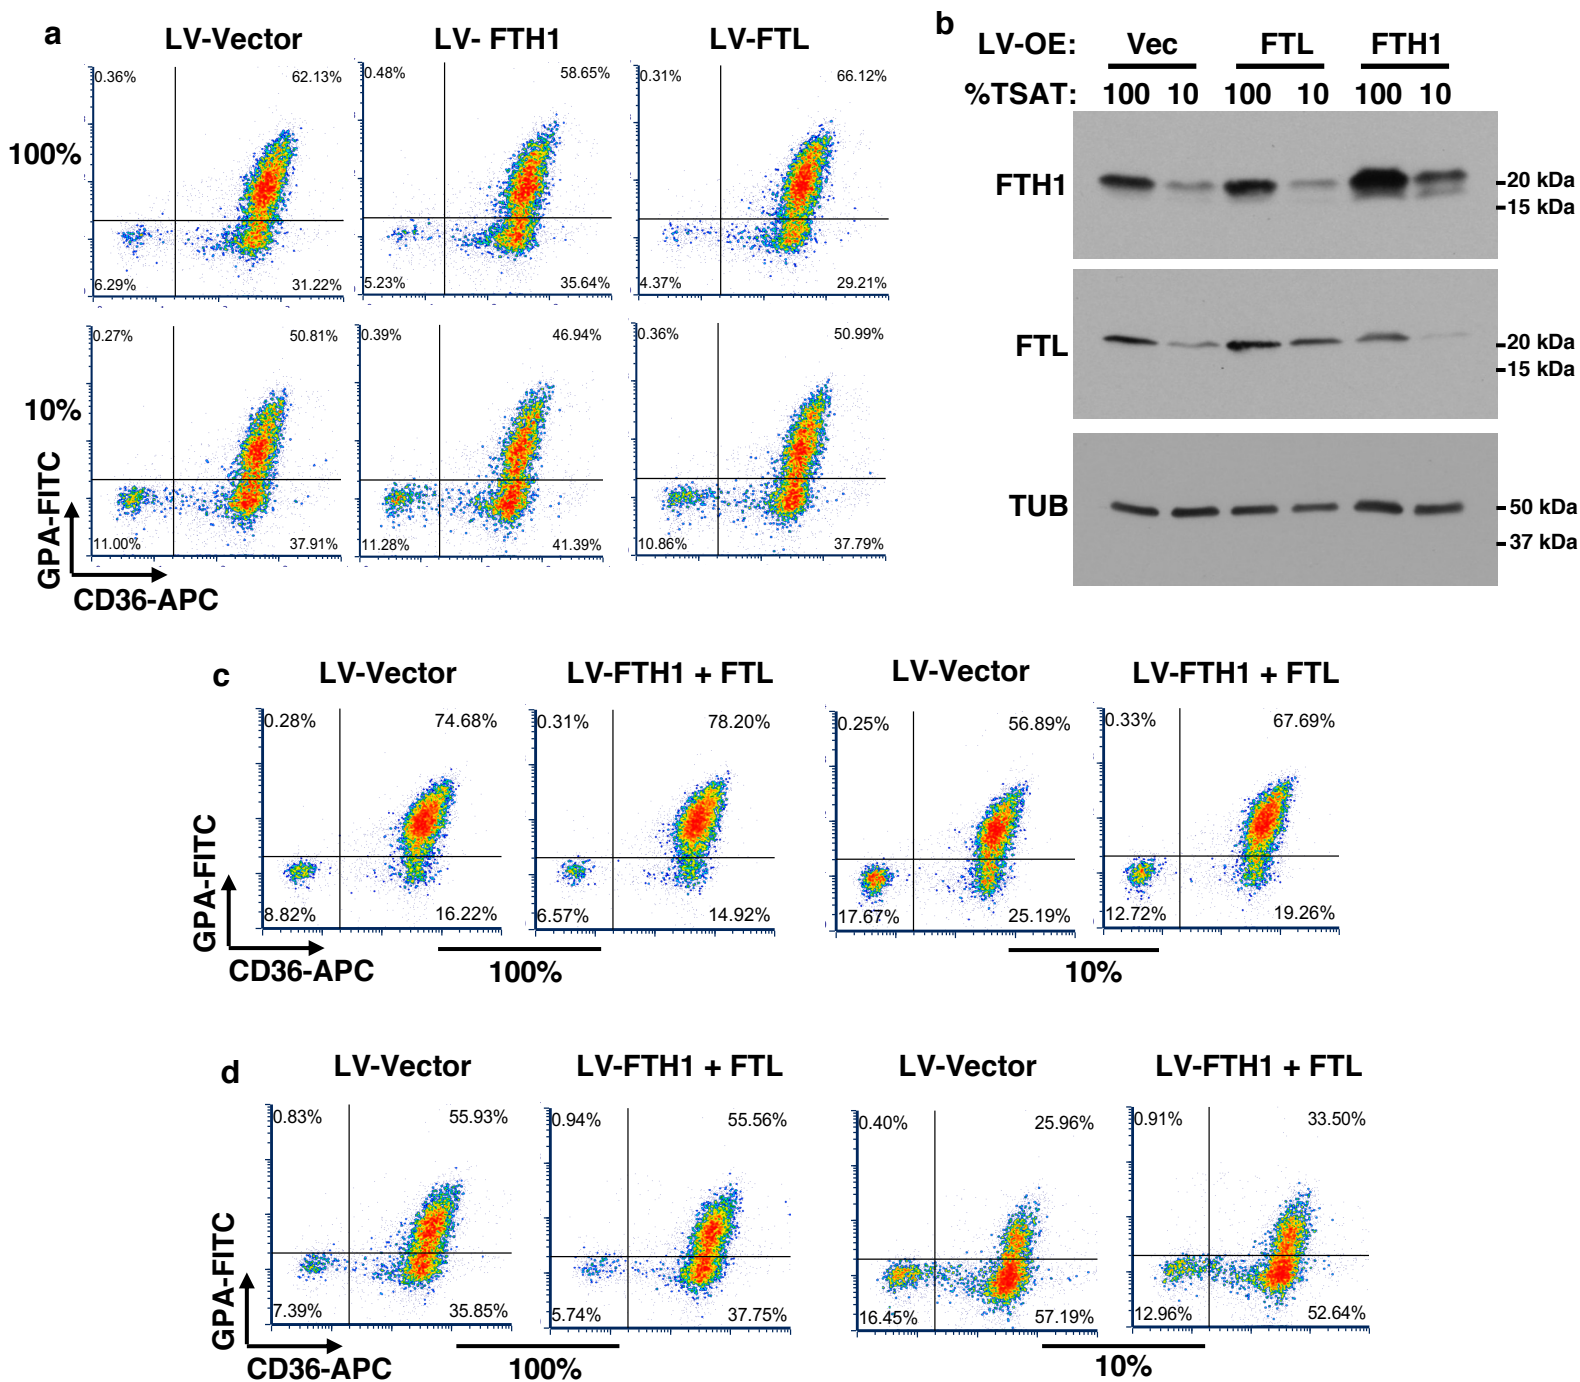 a
LV-Vector
LV- FTH1
LV-FTL
100%
0.36%
62.13%
6.29%
31.22%
0.48%
58.65%
5.23%
35.64%
0.31%
66.12%
4.37%
29.21%
10%
0.27%
50.81%
11.00%
37.91%
0.39%
46.94%
11.28%
41.39%
0.36%
50.99%
10.86%
37.79%
GPA-FITC
CD36-APC
b
LV-OE: Vec FTL FTH1
%TSAT: 100 10 100 10 100 10
FTH1
20 kDa
15 kDa
FTL
20 kDa
15 kDa
TUB
50 kDa
37 kDa
c
LV-Vector
LV-FTH1 + FTL
LV-Vector
LV-FTH1 + FTL
0.28%
74.68%
8.82%
16.22%
0.31%
78.20%
6.57%
14.92%
0.25%
56.89%
17.67%
25.19%
0.33%
67.69%
12.72%
19.26%
GPA-FITC
CD36-APC
100%
10%
d
LV-Vector
LV-FTH1 + FTL
LV-Vector
LV-FTH1 + FTL
0.83%
55.93%
7.39%
35.85%
0.94%
55.56%
5.74%
37.75%
0.40%
25.96%
16.45%
57.19%
0.91%
33.50%
12.96%
52.64%
GPA-FITC
CD36-APC
100%
10%